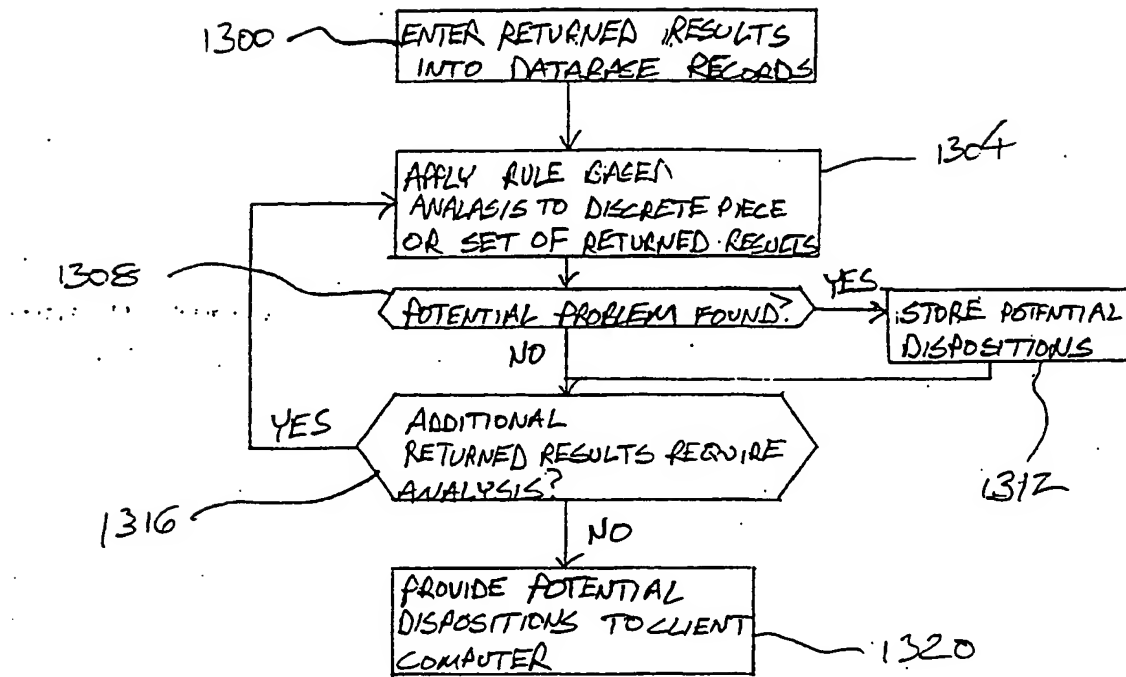 1300
ENTER RETURNED RESULTS
INTO DATABASE RECORDS
1304
APPLY RULE BASED
ANALASIS TO DISCRETE PIECE
OR SET OF RETURNED RESULTS
1308
POTENTIAL PROBLEM FOUND?
YES
STORE POTENTIAL
DISPOSITIONS
NO
1312
YES
ADDITIONAL
RETURNED RESULTS REQUIRE
ANALYSIS?
1316
NO
PROVIDE POTENTIAL
DISPOSITIONS TO CLIENT
COMPUTER
1320